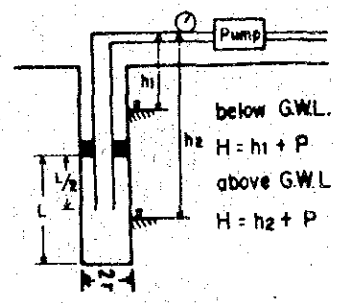 Pump
h1
below G.W.L.
h2
H = h1 + P
above G.W.L
L/2
L
H = h2 + P
2r